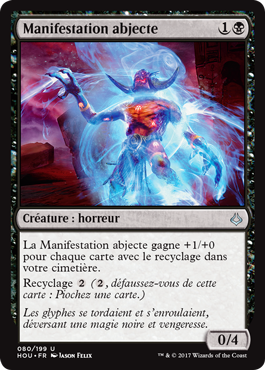 Manifestation abjecte 1
Créature : horreur
La Manifestation abjecte gagne +1/+0
pour chaque carte avec le recyclage dans
votre cimetière.
Recyclage 2 (2, défaussez-vous de cette
carte : Piochez une carte.)
Les glyphes se tordaient et s'enroulaient,
déversant une magie noire et vengeresse.
0/4
080/199 U
HOU • FR Jason Felix
™ & © 2017 Wizards of the Coast